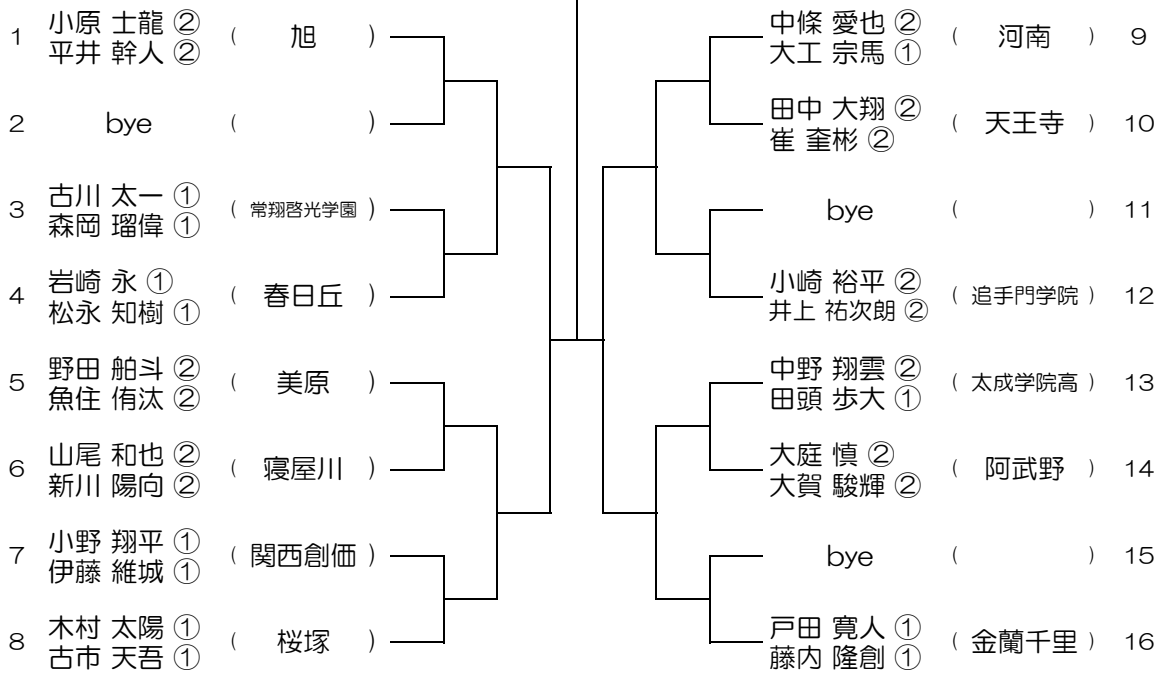 1 小原 士龍 ② ( 旭 )
平井 幹人 ②
2 bye ( )
3 古川 太一 ① ( 常翔啓光学園 )
森岡 瑠偉 ①
4 岩崎 永 ① ( 春日丘 )
松永 知樹 ①
5 野田 舶斗 ② ( 美原 )
魚住 侑汰 ②
6 山尾 和也 ② ( 寝屋川 )
新川 陽向 ②
7 小野 翔平 ① ( 関西創価 )
伊藤 維城 ①
8 木村 太陽 ① ( 桜塚 )
古市 天吾 ①
中條 愛也 ② ( 河南 ) 9
大工 宗馬 ①
田中 大翔 ② ( 天王寺 ) 10
崔 奎彬 ②
bye ( ) 11
小崎 裕平 ② ( 追手門学院 ) 12
井上 祐次朗 ②
中野 翔雲 ② ( 太成学院高 ) 13
田頭 歩大 ①
大庭 慎 ② ( 阿武野 ) 14
大賀 駿輝 ②
bye ( ) 15
戸田 寛人 ① ( 金蘭千里 ) 16
藤内 隆創 ①